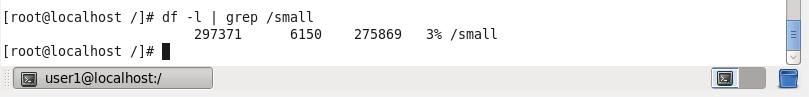 [root@localhost /]# df -l | grep /small
                        297371      6150    275869   3% /small
[root@localhost /]#
user1@localhost:/